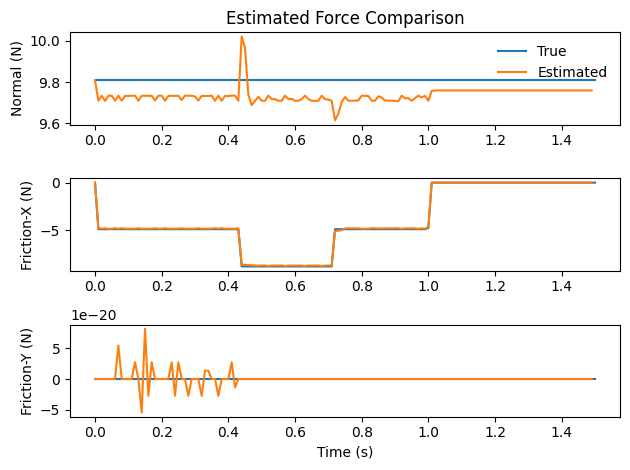 Estimated Force Comparison
Normal (N)
10.0
9.8
9.6
True
Estimated
0.0 0.2 0.4 0.6 0.8 1.0 1.2 1.4
Friction-X (N)
0
−5
0.0 0.2 0.4 0.6 0.8 1.0 1.2 1.4
1e−20
Friction-Y (N)
5
0
−5
0.0 0.2 0.4 0.6 0.8 1.0 1.2 1.4
Time (s)